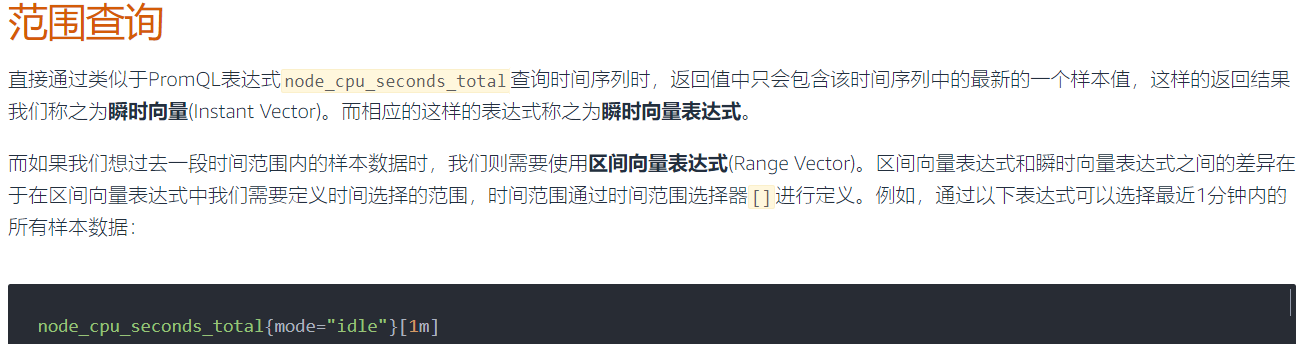 范围查询
直接通过类似于PromQL表达式node_cpu_seconds_total查询时间序列时，返回值中只会包含该时间序列中的最新的一个样本值，这样的返回结果
我们称之为瞬时向量(Instant Vector)。而相应的这样的表达式称之为瞬时向量表达式。
而如果我们想过去一段时间范围内的样本数据时，我们则需要使用区间向量表达式(Range Vector)。区间向量表达式和瞬时向量表达式之间的差异在
于在区间向量表达式中我们需要定义时间选择的范围，时间范围通过时间范围选择器[]进行定义。例如，通过以下表达式可以选择最近1分钟内的
所有样本数据：
node_cpu_seconds_total{mode="idle"}[1m]